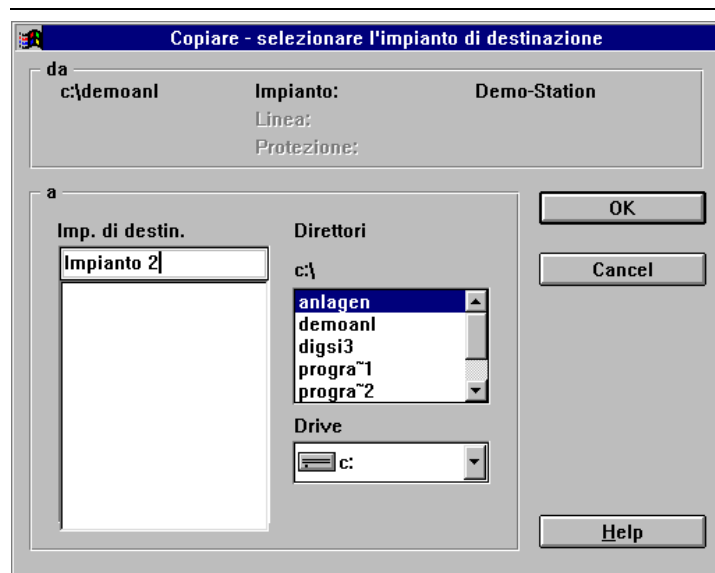 Copiare - selezionare l'impianto di destinazione
da
c:\demoanl Impianto: Demo-Station
Linea:
Protezione:
a
Imp. di destin.
Impianto 2
Direttori
c:\
anlagen
demoanl
digsi3
progra~1
progra~2
Drive
c:
OK
Cancel
Help